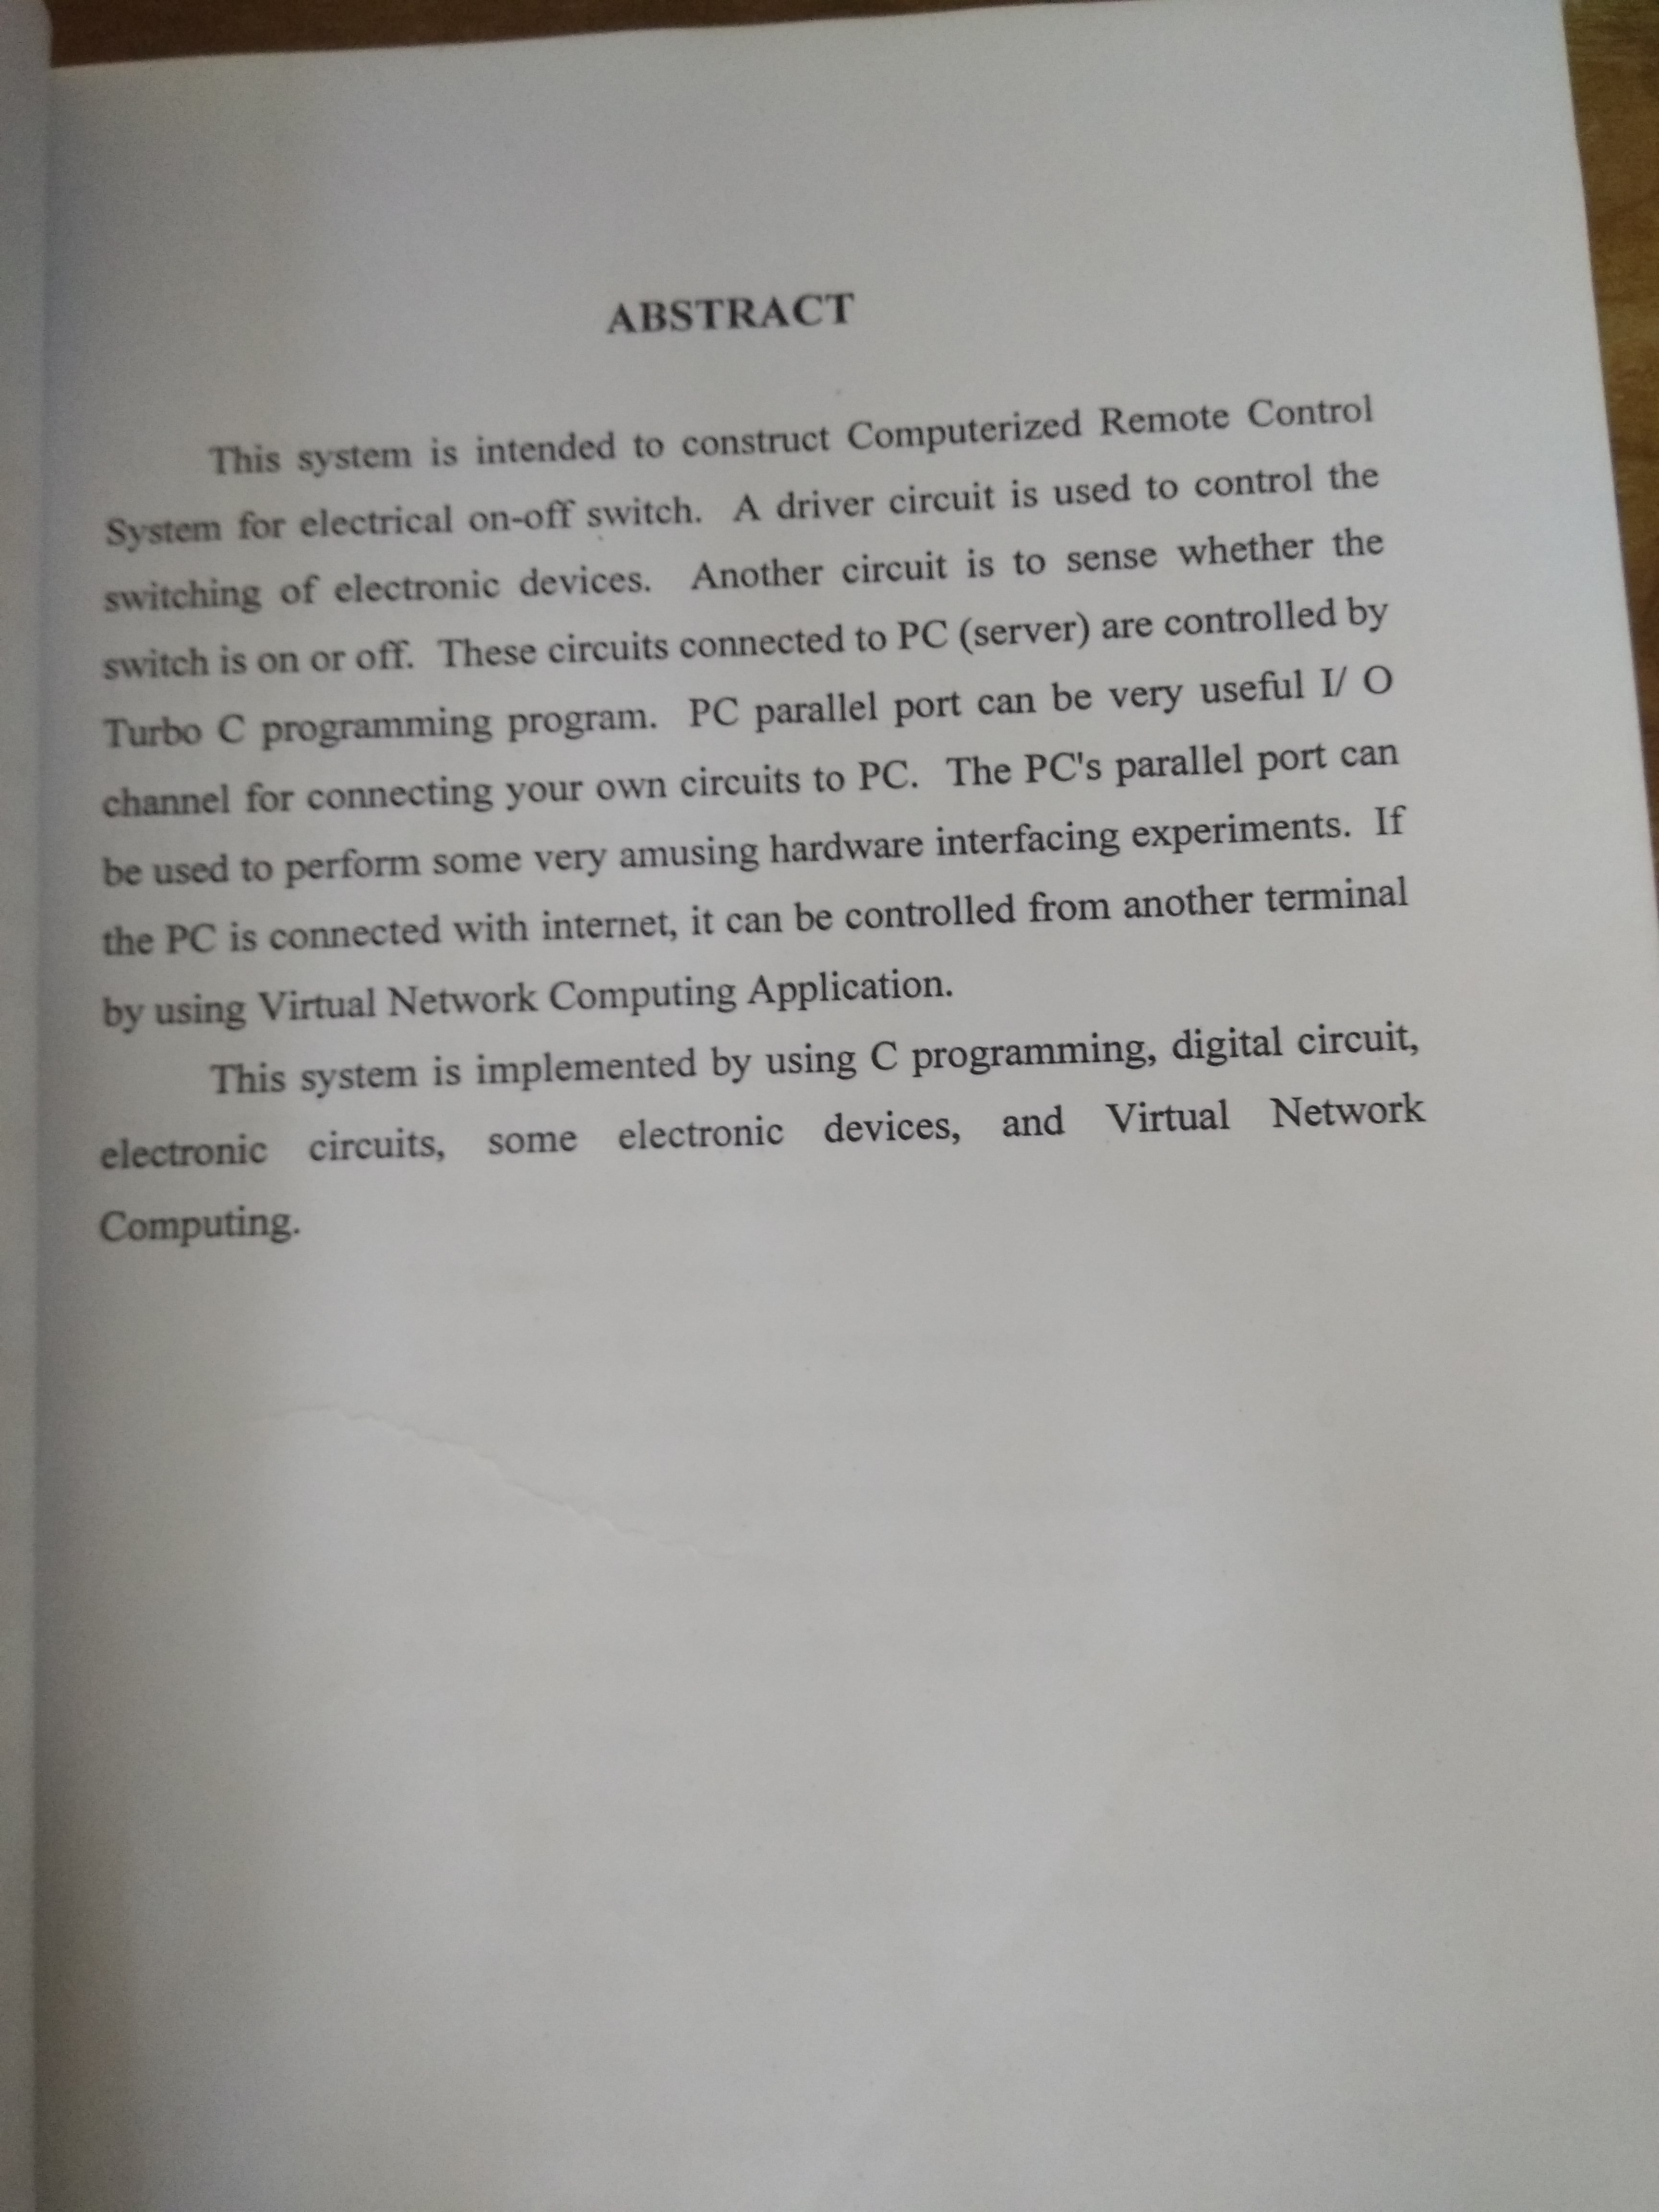 ABSTRACT
This system is intended to construct Computerized Remote Control
System for electrical on-off switch. A driver circuit is used to control the
switching of electronic devices. Another circuit is to sense whether the
switch is on or off. These circuits connected to PC (server) are controlled by
Turbo C programming program. PC parallel port can be very useful I/ O
channel for connecting your own circuits to PC. The PC's parallel port can
be used to perform some very amusing hardware interfacing experiments. If
the PC is connected with internet, it can be controlled from another terminal
by using Virtual Network Computing Application.
This system is implemented by using C programming, digital circuit,
electronic circuits, some electronic devices, and Virtual Network
Computing.